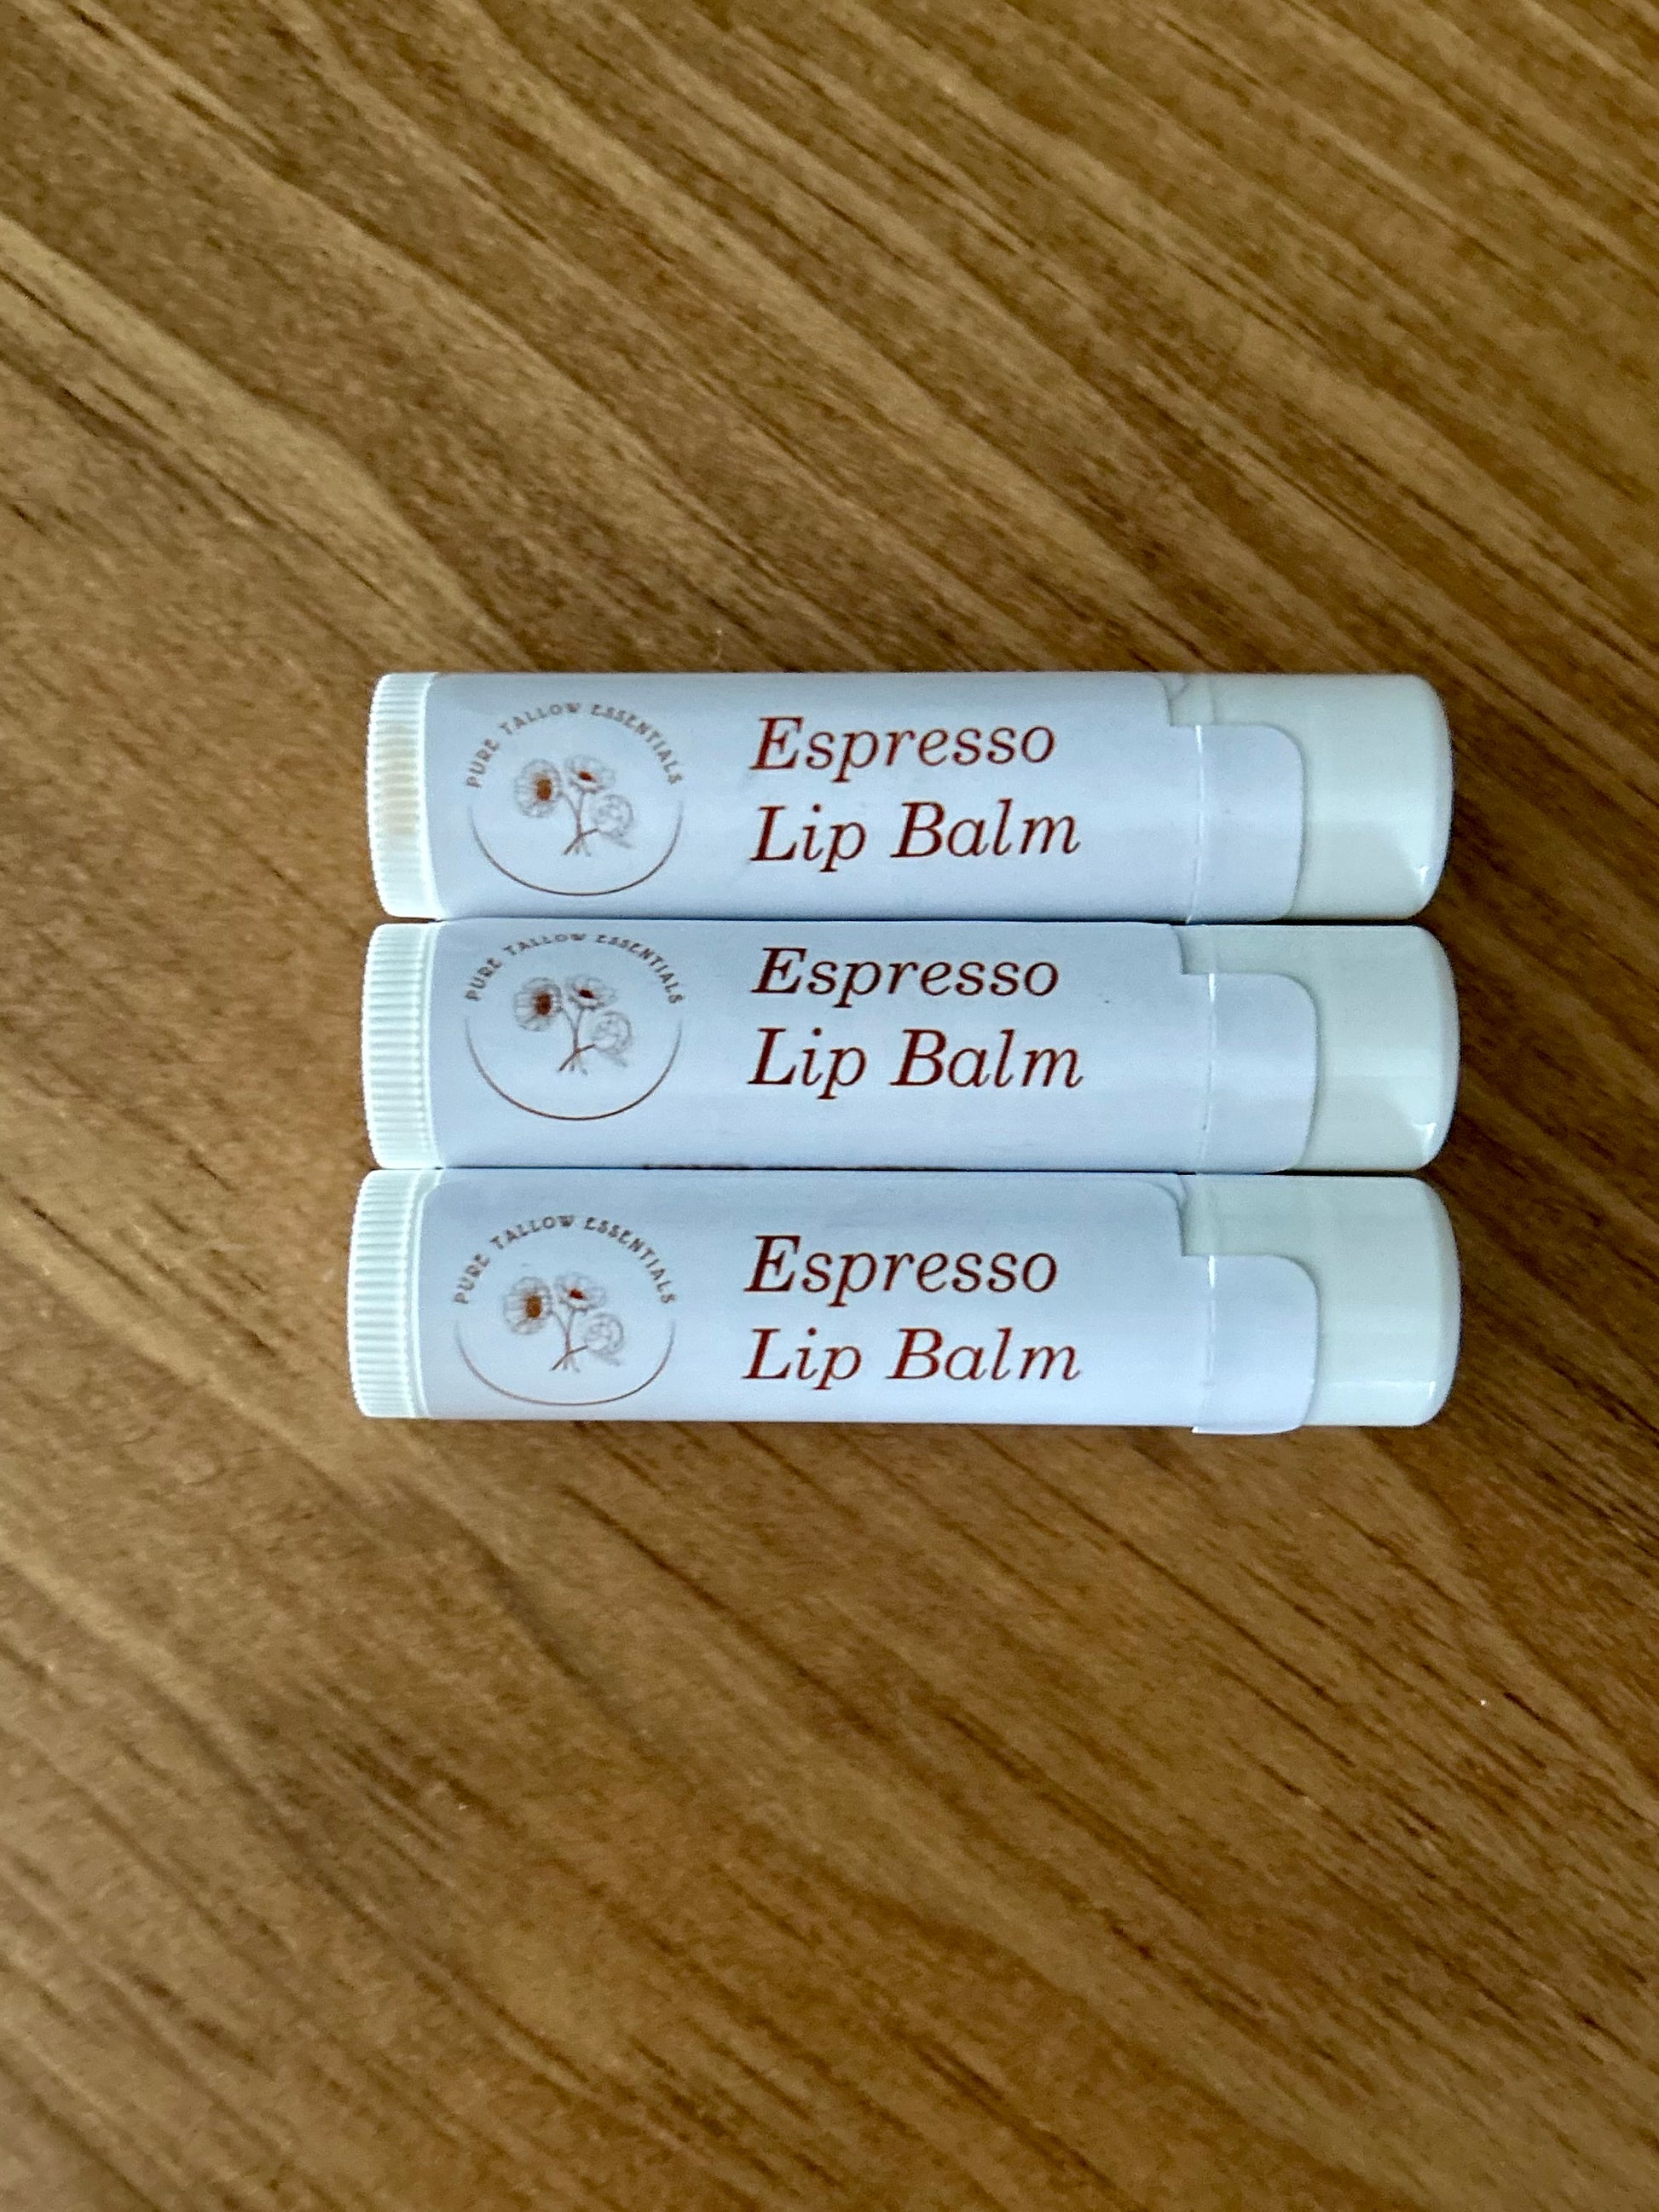 PURE TALLOW ESSENTIALS
Espresso
Lip Balm
PURE TALLOW ESSENTIALS
Espresso
Lip Balm
PURE TALLOW ESSENTIALS
Espresso
Lip Balm